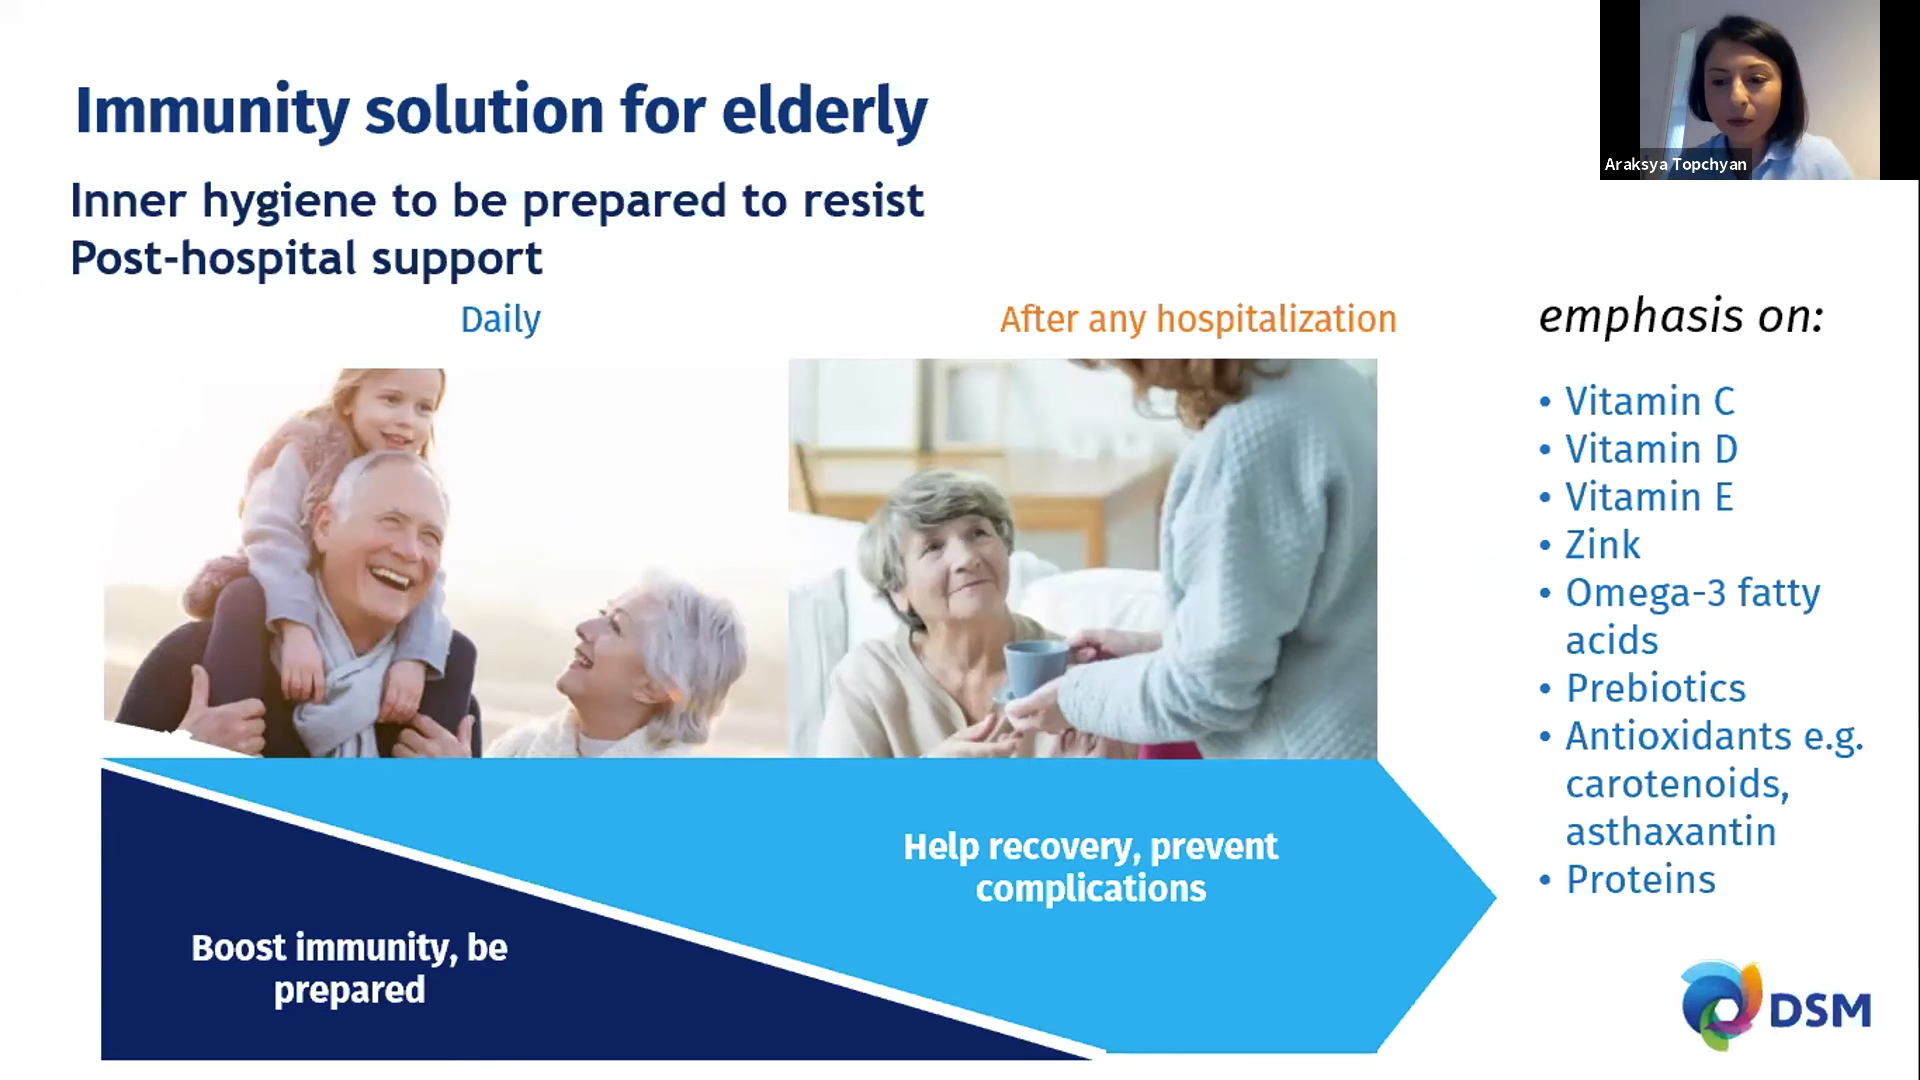 Immunity solution for elderly
Araksya Topchyan
Inner hygiene to be prepared to resist
Post-hospital support
Daily
After any hospitalization
emphasis on:
• Vitamin C
• Vitamin D
• Vitamin E
• Zink
• Omega-3 fatty
acids
• Prebiotics
• Antioxidants e.g.
carotenoids,
asthaxantin
• Proteins
Help recovery, prevent
complications
Boost immunity, be
prepared
DSM